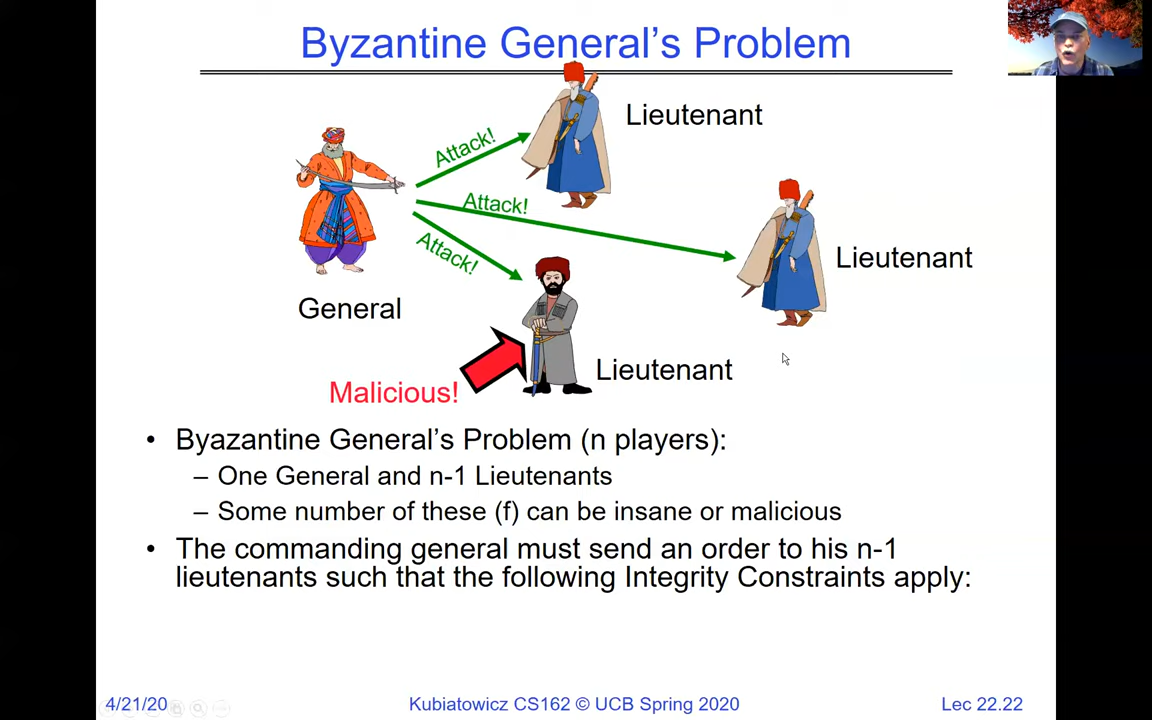 Byzantine General's Problem
Lieutenant
Attack!
Attack!
Attack!
Lieutenant
General
Lieutenant
Malicious!
• Byazantine General's Problem (n players):
– One General and n-1 Lieutenants
– Some number of these (f) can be insane or malicious
• The commanding general must send an order to his n-1
lieutenants such that the following Integrity Constraints apply:
4/21/20
Kubiatowicz CS162 © UCB Spring 2020
Lec 22.22